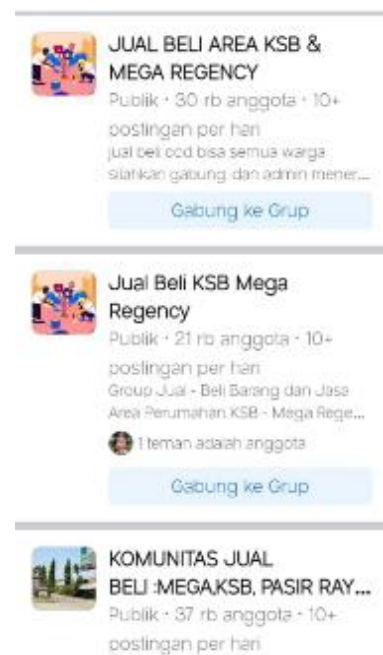 JUAL BELI AREA KSB &
MEGA REGENCY
Publik · 30 rb anggota · 10+
postingan per hari
jual beli cod bisa semua warga
silahkan gabung. dan admin mener...
Gabung ke Grup
Jual Beli KSB Mega
Regency
Publik · 21 rb anggota · 10+
postingan per hari
Group Jual - Beli Barang dan Jasa
Area Perumahan KSB - Mega Rege...
1 teman adalah anggota
Gabung ke Grup
KOMUNITAS JUAL
BELI :MEGA,KSB, PASIR RAY...
Publik · 37 rb anggota · 10+
postingan per hari